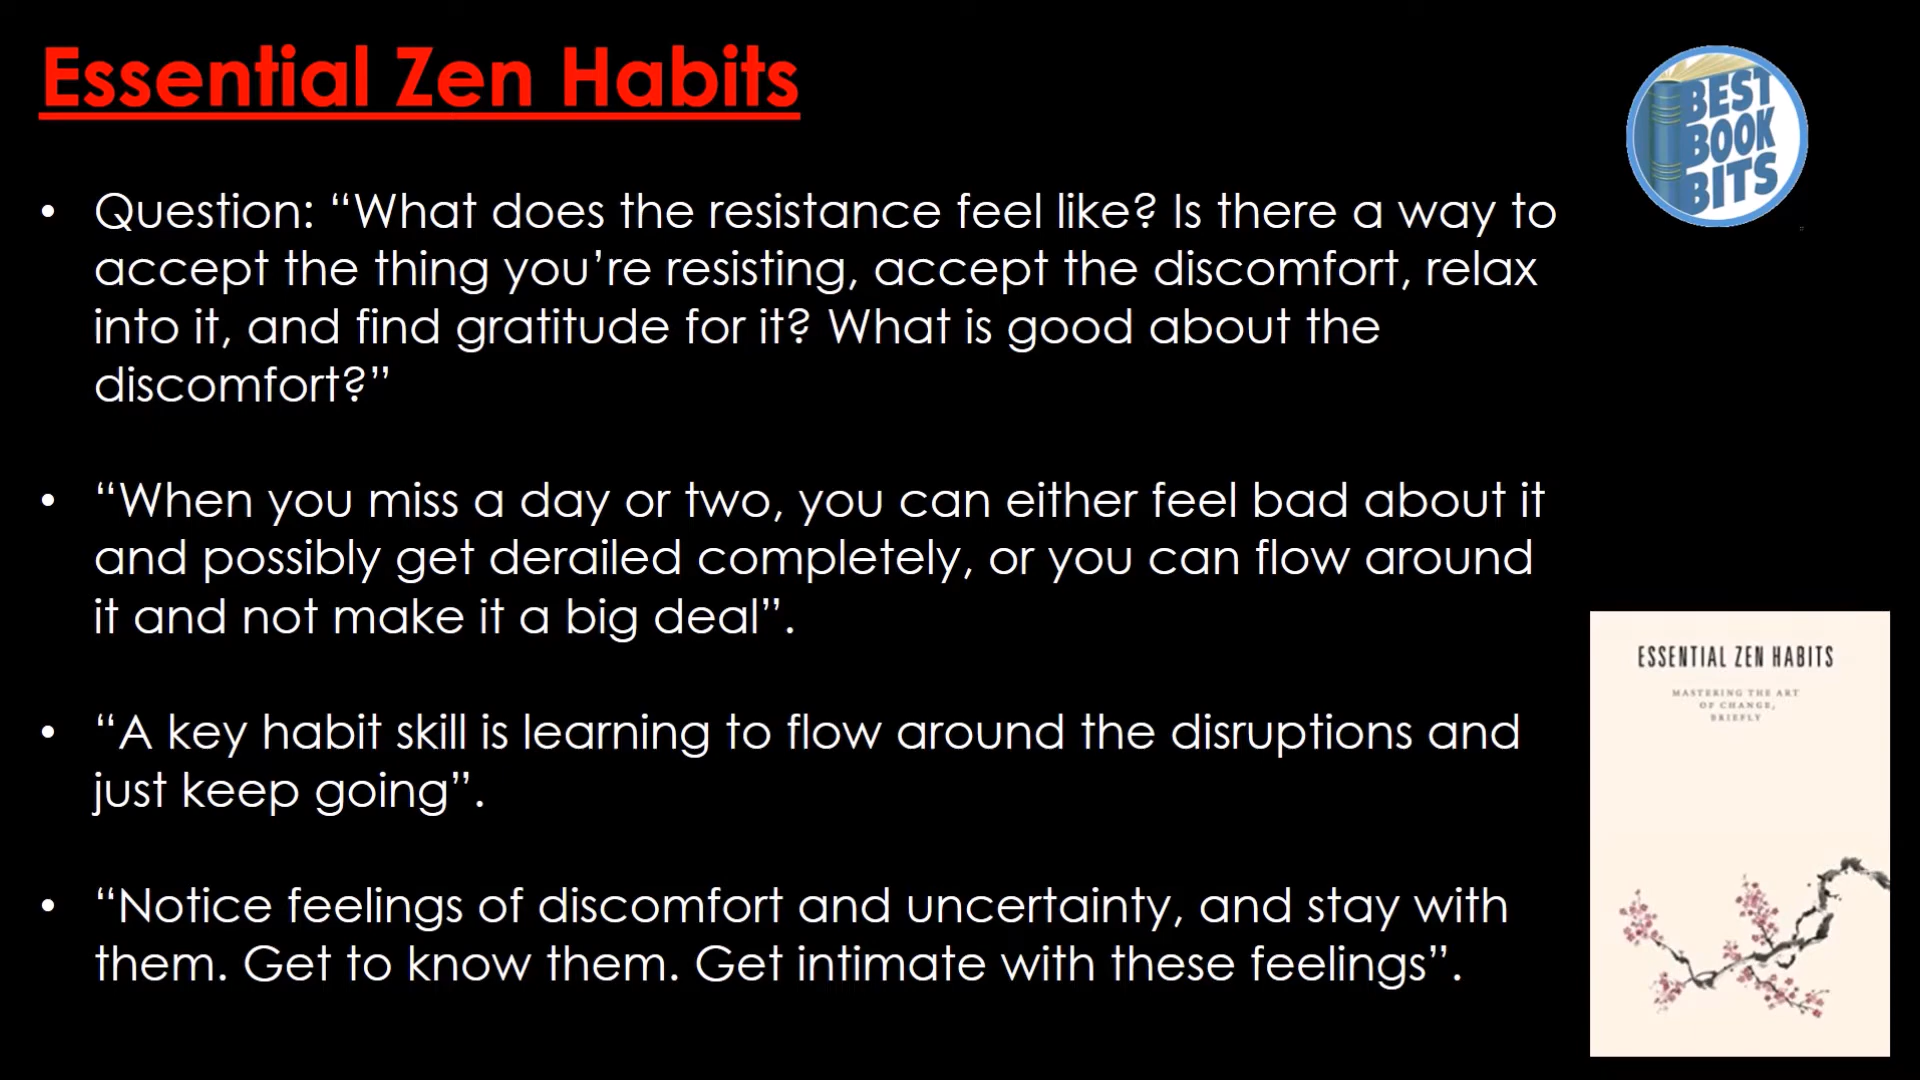 Essential Zen Habits
BEST
BOOK
BITS
• Question: “What does the resistance feel like? Is there a way to
accept the thing you’re resisting, accept the discomfort, relax
into it, and find gratitude for it? What is good about the
discomfort?”
• “When you miss a day or two, you can either feel bad about it
and possibly get derailed completely, or you can flow around
it and not make it a big deal”.
• “A key habit skill is learning to flow around the disruptions and
just keep going”.
• “Notice feelings of discomfort and uncertainty, and stay with
them. Get to know them. Get intimate with these feelings”.
ESSENTIAL ZEN HABITS
MASTERING THE ART
OF CHANGE,
BRIEFLY